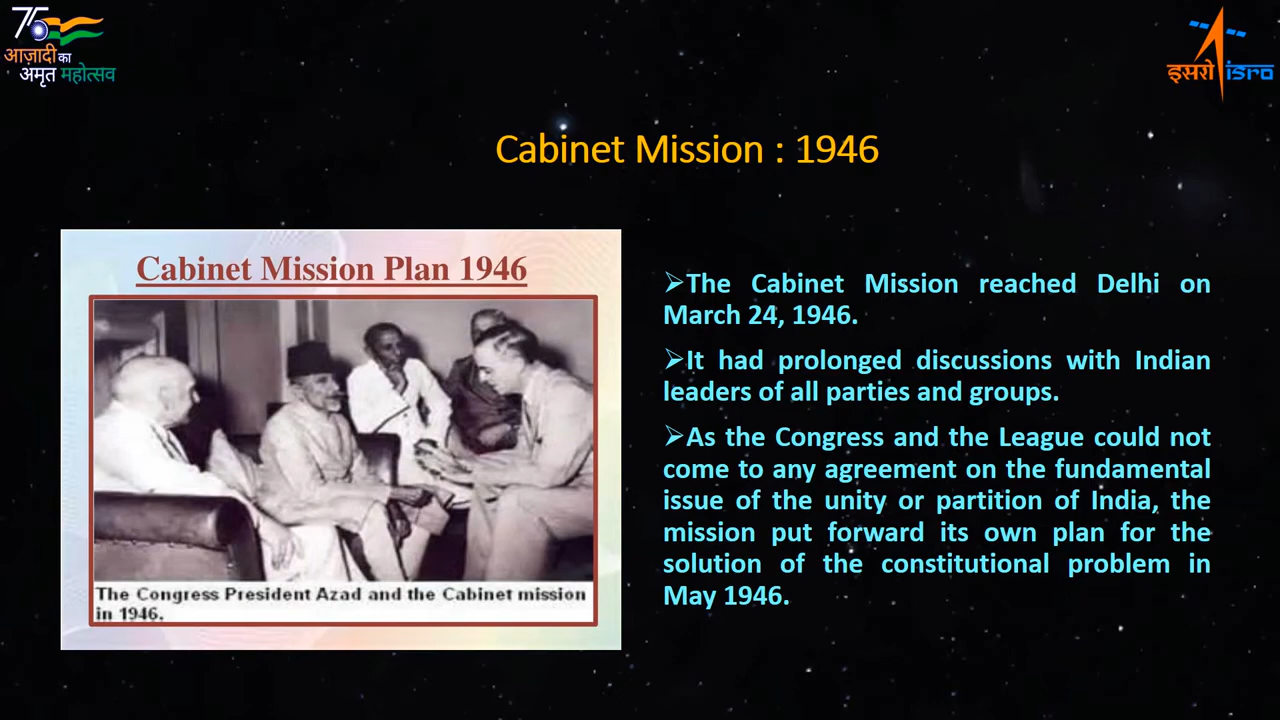 75
आज़ादी का
अमृत महोत्सव
इसरो isro
Cabinet Mission : 1946
Cabinet Mission Plan 1946
The Congress President Azad and the Cabinet mission
in 1946.
➢The Cabinet Mission reached Delhi on
March 24, 1946.
➢It had prolonged discussions with Indian
leaders of all parties and groups.
➢As the Congress and the League could not
come to any agreement on the fundamental
issue of the unity or partition of India, the
mission put forward its own plan for the
solution of the constitutional problem in
May 1946.